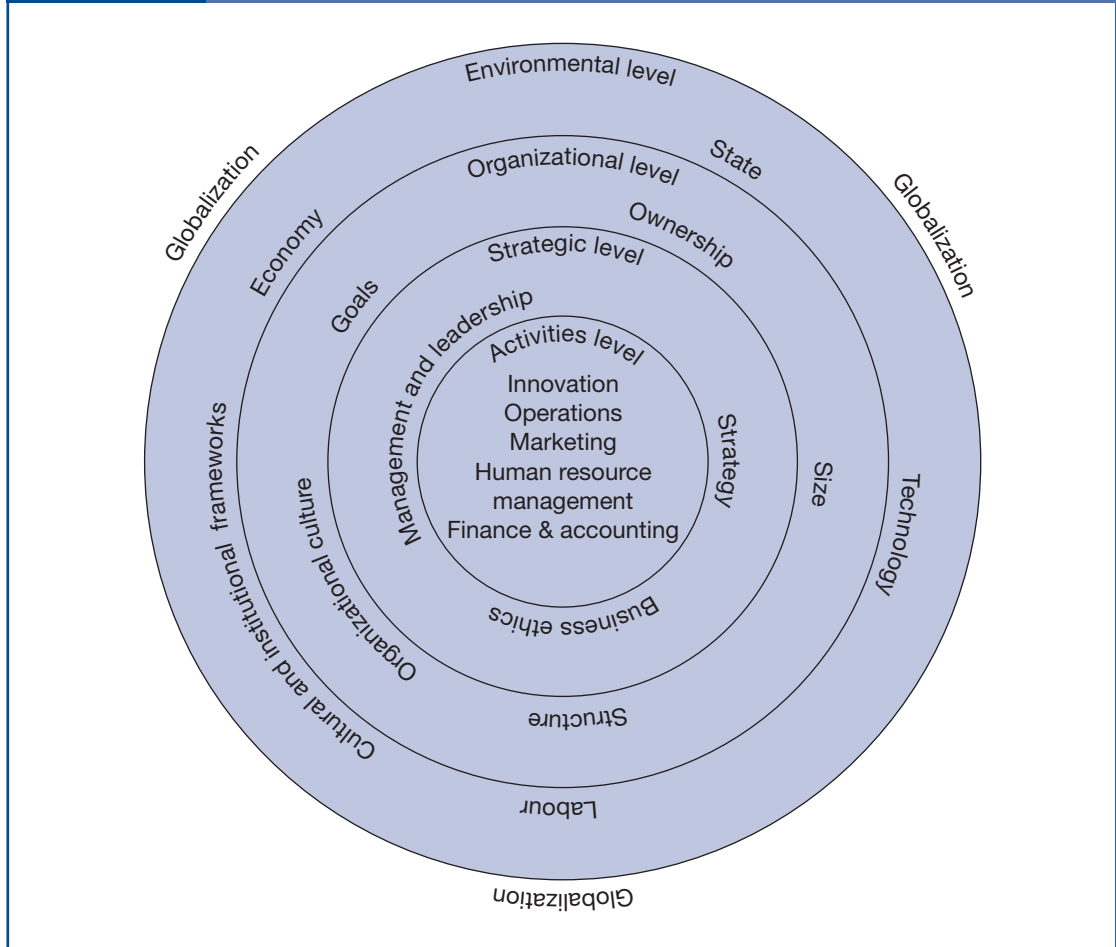 Environmental level
State
Globalization
Globalization
Organizational level
Economy
Ownership
Strategic level
Goals
Management and leadership
Activities level
Innovation
Operations
Marketing
Human resource
management
Finance & accounting
Strategy
Size
Technology
Cultural and institutional frameworks
Organizational culture
Business ethics
Structure
Labour
Globalization